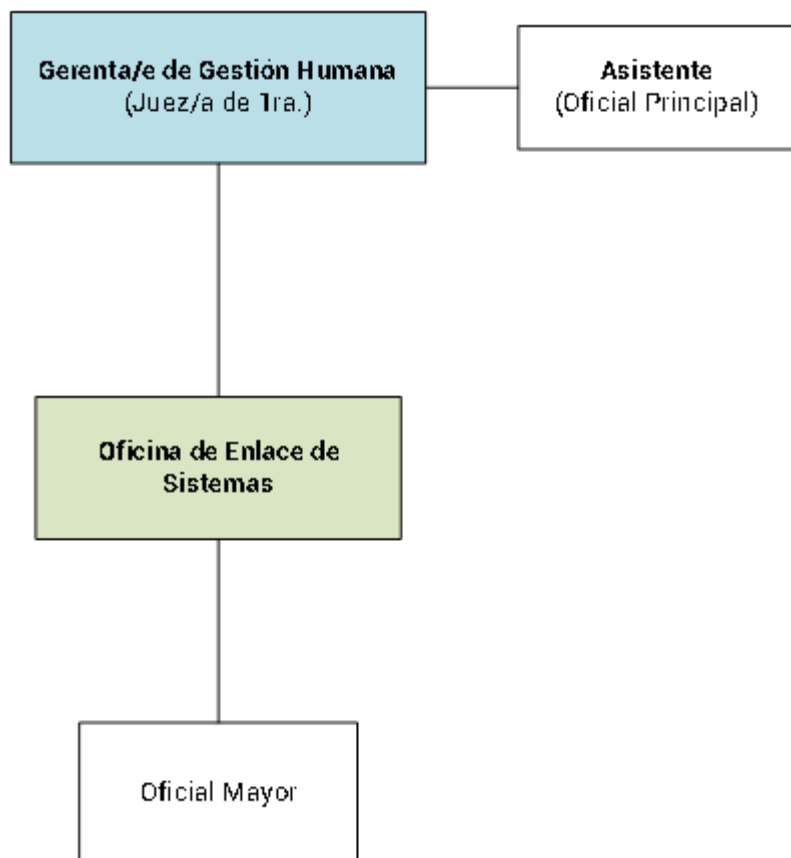 Gerenta/e de Gestión Humana
(Juez/a de 1ra.)
Asistente
(Oficial Principal)
Oficina de Enlace de
Sistemas
Oficial Mayor